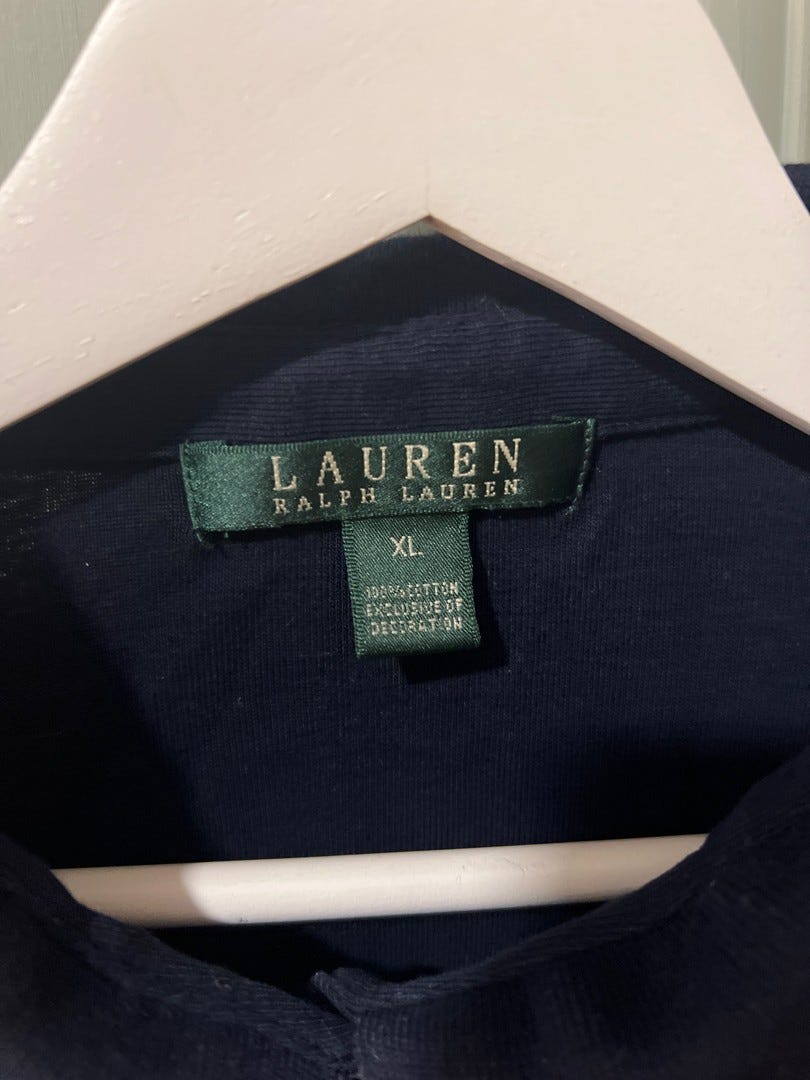 LAUREN
RALPH LAUREN
XL
100% COTTON
EXCLUSIVE OF
DECORATION